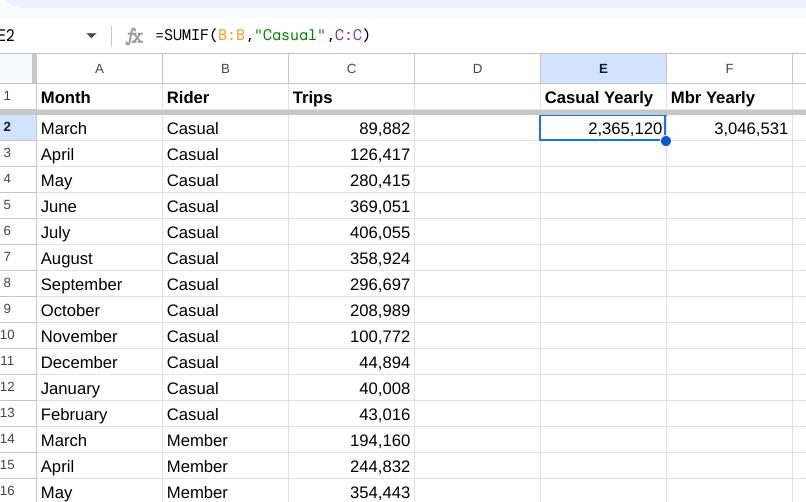 E2 fx =SUMIF(B:B,"Casual",C:C)
A B C D E F
1 Month Rider Trips Casual Yearly Mbr Yearly
2 March Casual 89,882 2,365,120 3,046,531
3 April Casual 126,417
4 May Casual 280,415
5 June Casual 369,051
6 July Casual 406,055
7 August Casual 358,924
8 September Casual 296,697
9 October Casual 208,989
10 November Casual 100,772
11 December Casual 44,894
12 January Casual 40,008
13 February Casual 43,016
14 March Member 194,160
15 April Member 244,832
16 May Member 354,443